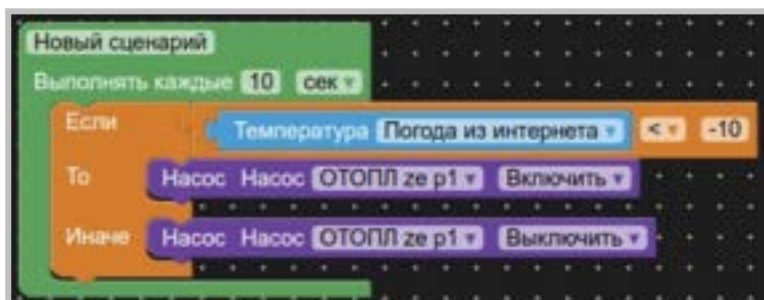 Новый сценарий
Выполнять каждые 10 сек
Если Температура Погода из интернета < -10
То Насос Насос ОТОПЛ ze p1 Включить
Иначе Насос Насос ОТОПЛ ze p1 Выключить